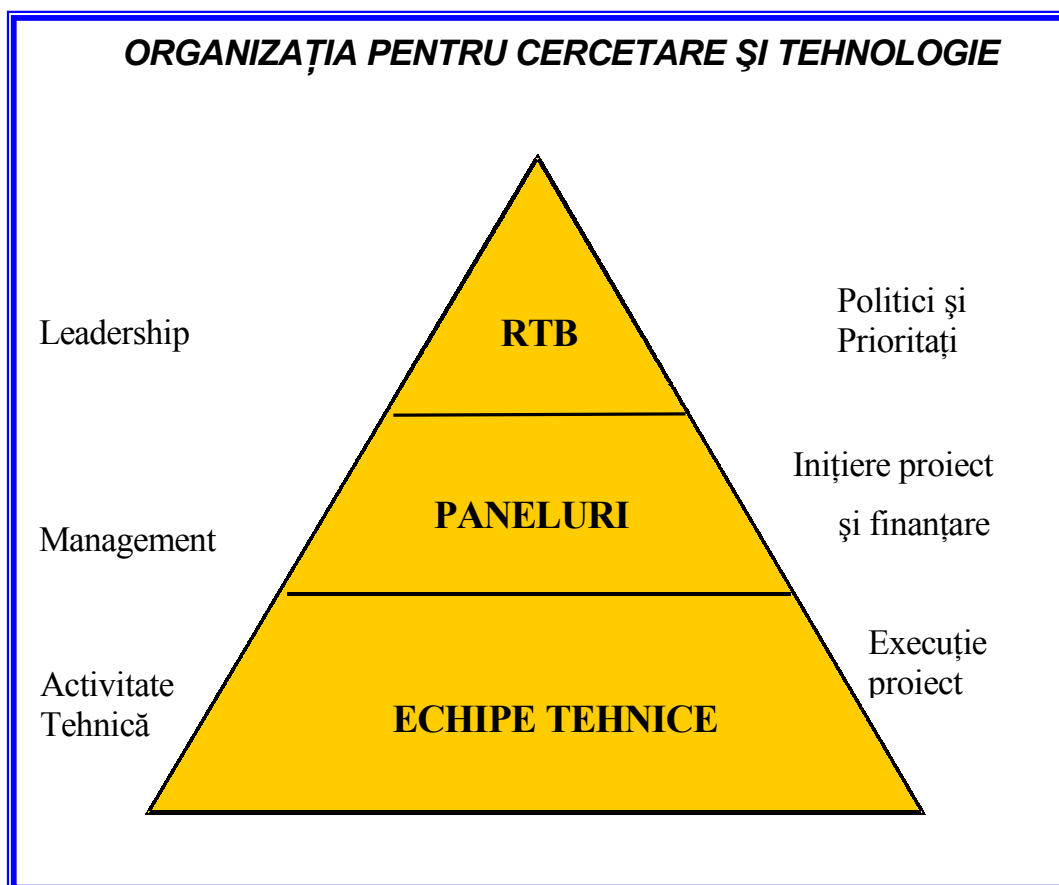 ORGANIZAȚIA PENTRU CERCETARE ŞI TEHNOLOGIE
Leadership
RTB
Politici şi
Prioritați
Management
PANELURI
Inițiere proiect
şi finanțare
Activitate
Tehnică
ECHIPE TEHNICE
Execuție
proiect